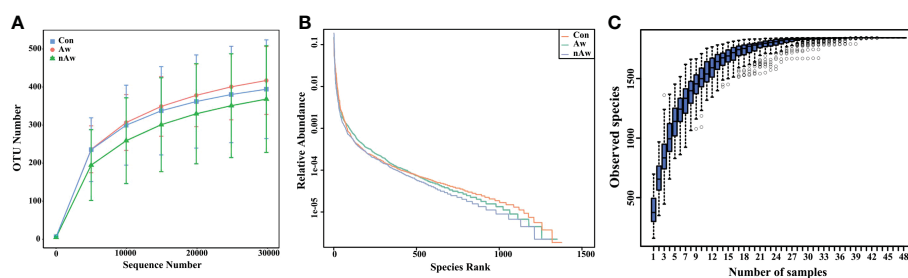 A
Con
Aw
nAw
OTU Number
500
400
300
200
100
0
0 10000 20000 30000
Sequence Number
B
Con
Aw
nAw
Relative Abundance
0.1
0.01
0.001
1e-04
1e-05
0 500 1000 1500
Species Rank
C
Observed species
1500
1000
500
1 3 5 7 9 11 13 15 18 21 24 27 30 33 36 39 42 45 48
Number of samples